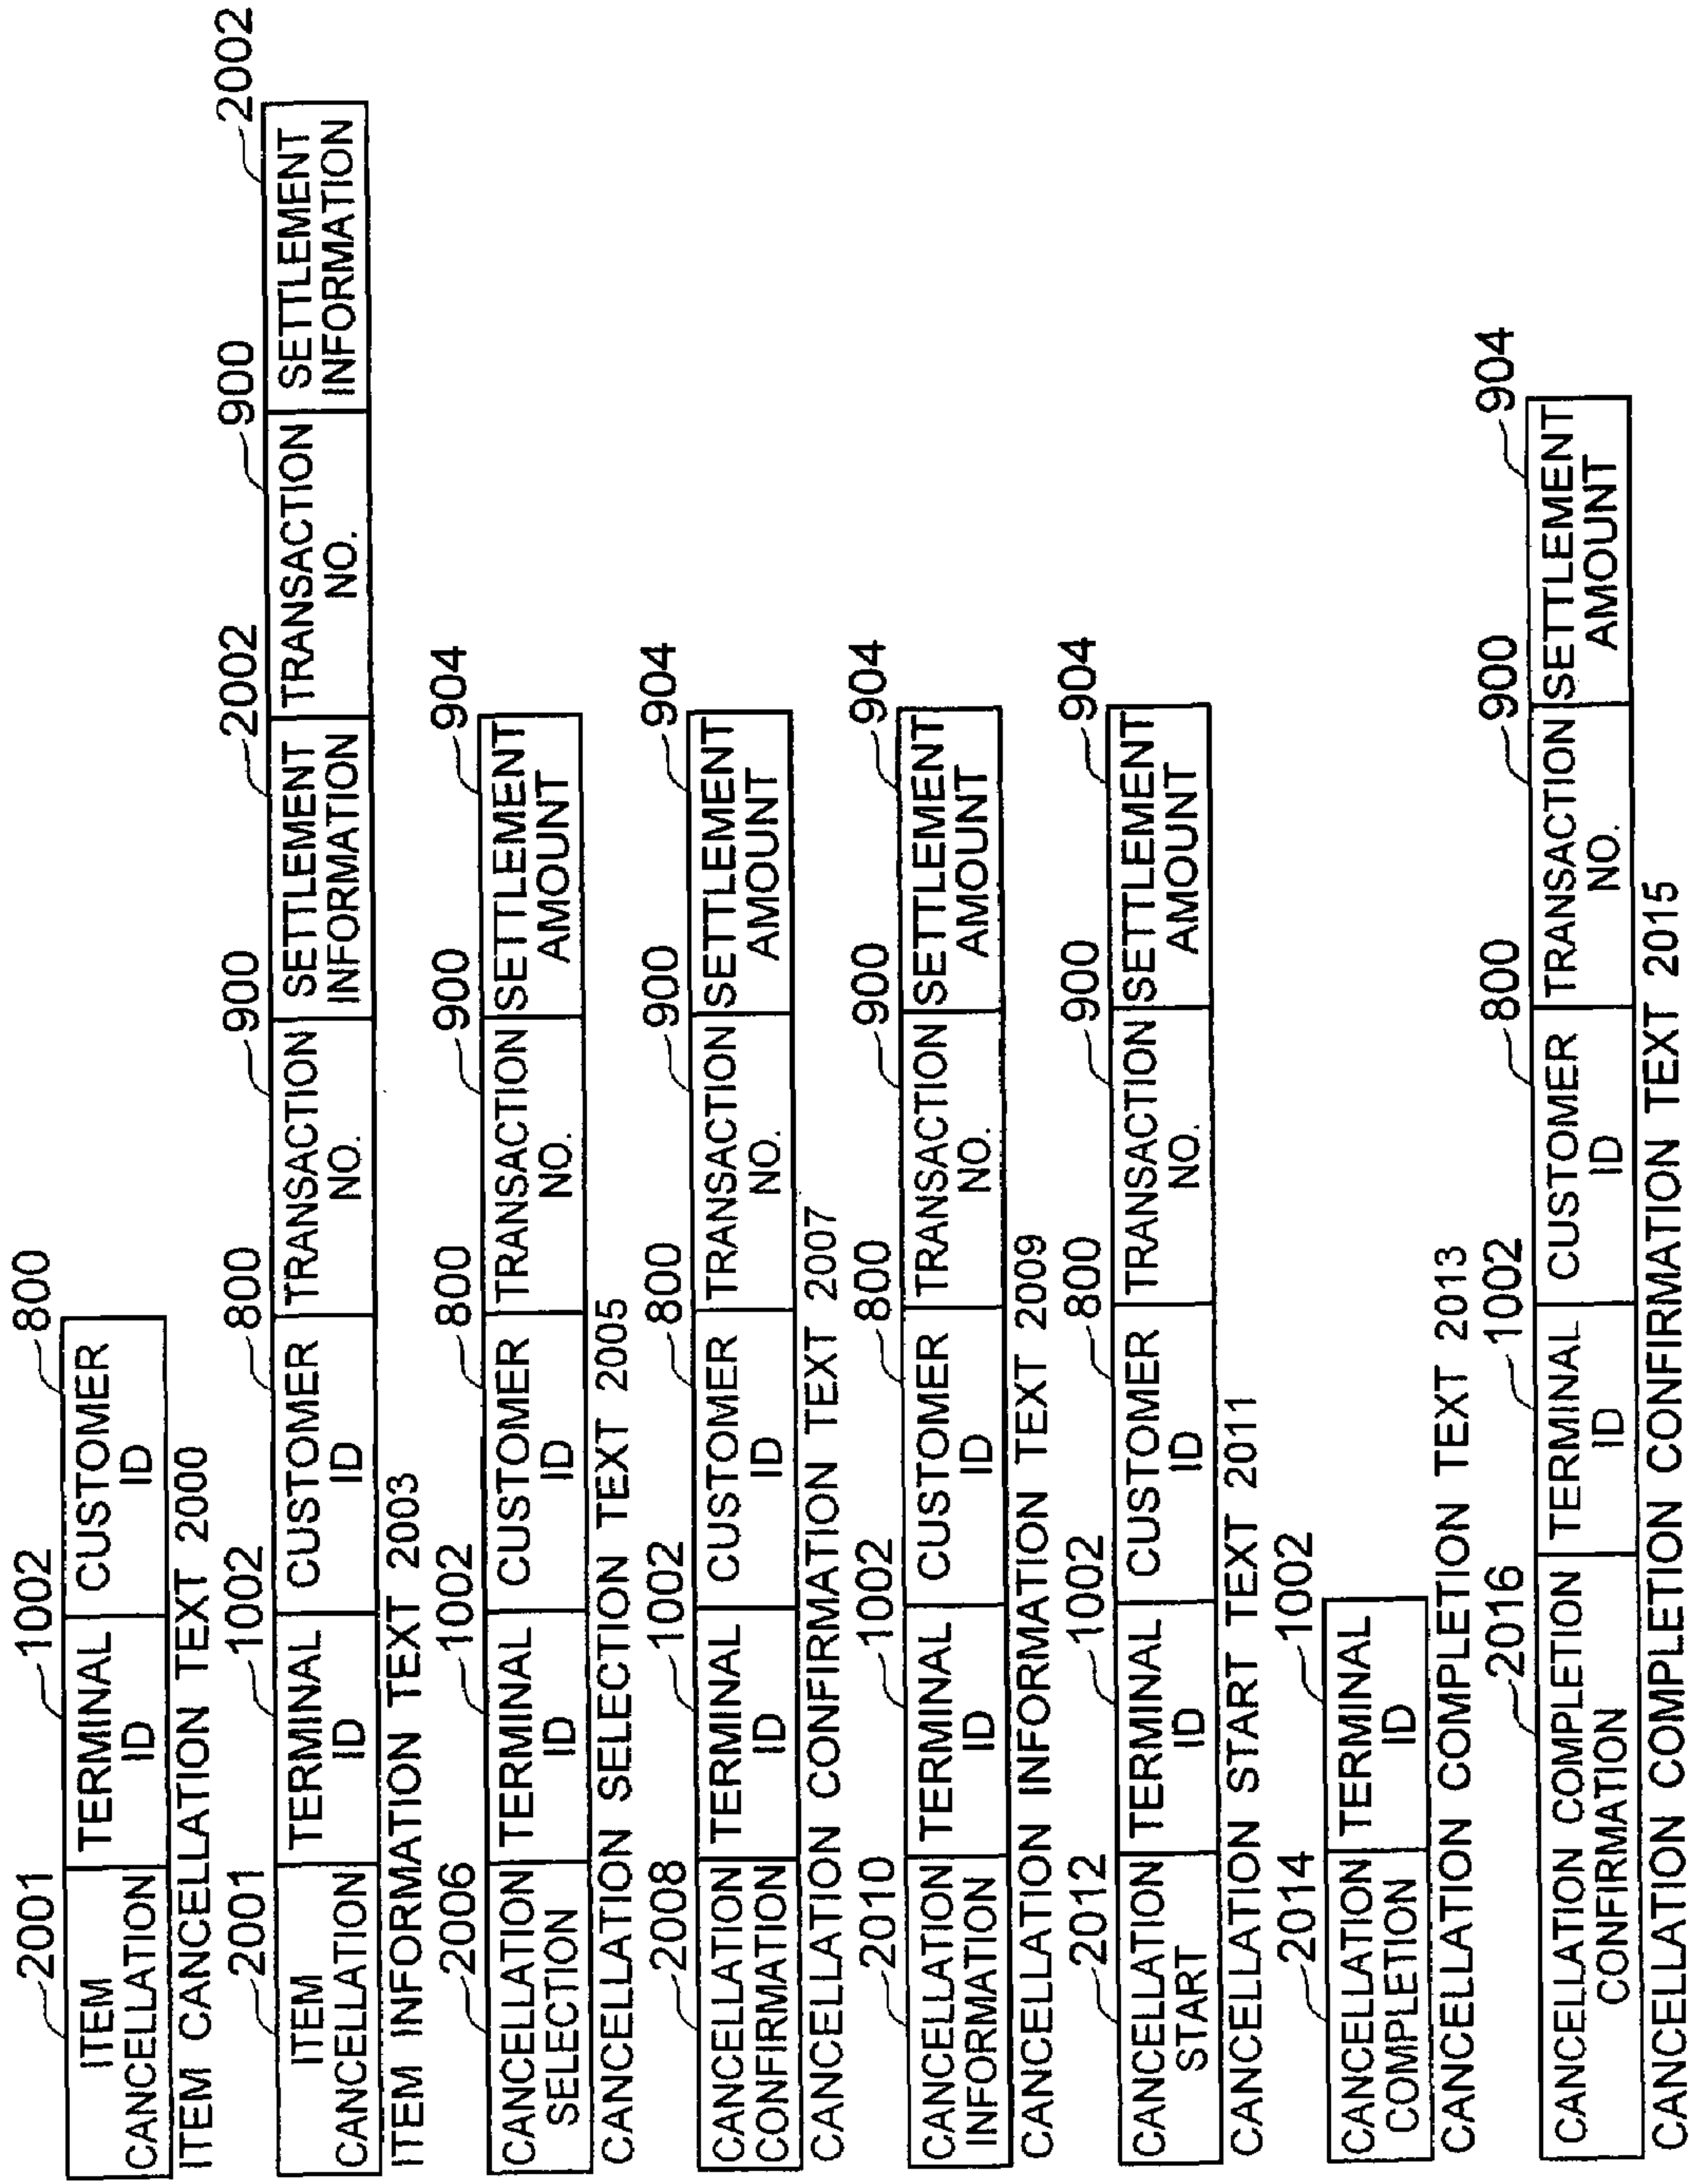 2001 1002 800
ITEM TERMINAL CUSTOMER
CANCELLATION ID ID
ITEM CANCELLATION TEXT 2000
2001 1002 800 900 2002 900 2002
ITEM TERMINAL CUSTOMER TRANSACTION SETTLEMENT TRANSACTION SETTLEMENT
CANCELLATION ID ID NO. INFORMATION NO. INFORMATION
ITEM INFORMATION TEXT 2003
2006 1002 800 900 904
CANCELLATION TERMINAL CUSTOMER TRANSACTION SETTLEMENT
SELECTION ID ID NO. AMOUNT
CANCELLATION SELECTION TEXT 2005
2008 1002 800 900 904
CANCELLATION TERMINAL CUSTOMER TRANSACTION SETTLEMENT
CONFIRMATION ID ID NO. AMOUNT
CANCELLATION CONFIRMATION TEXT 2007
2010 1002 800 900 904
CANCELLATION TERMINAL CUSTOMER TRANSACTION SETTLEMENT
INFORMATION ID ID NO. AMOUNT
CANCELLATION INFORMATION TEXT 2009
2012 1002 800 900 904
CANCELLATION TERMINAL CUSTOMER TRANSACTION SETTLEMENT
START ID ID NO. AMOUNT
CANCELLATION START TEXT 2011
2014 1002
CANCELLATION TERMINAL
COMPLETION ID
CANCELLATION COMPLETION TEXT 2013
2016 1002 800 900 904
CANCELLATION COMPLETION TERMINAL CUSTOMER TRANSACTION SETTLEMENT
CONFIRMATION ID ID NO. AMOUNT
CANCELLATION COMPLETION CONFIRMATION TEXT 2015